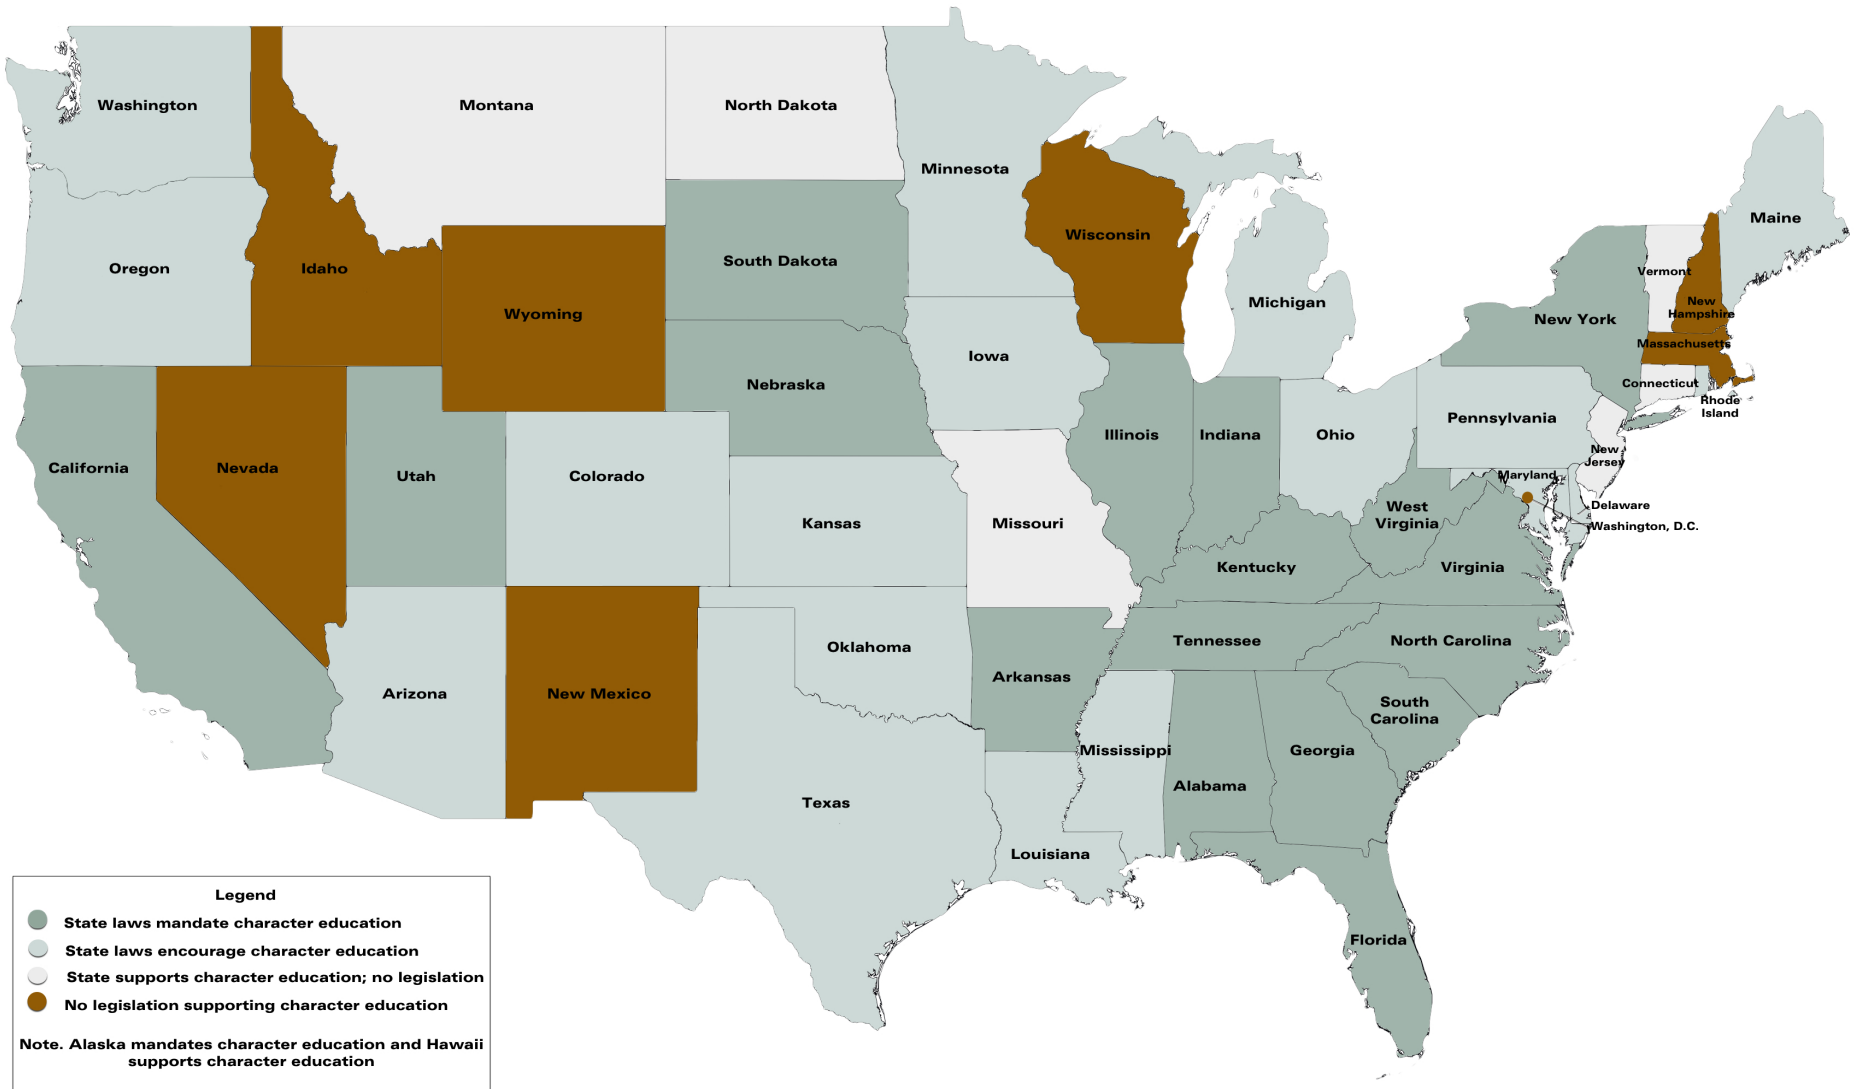 Washington
Montana
North Dakota
Minnesota
Wisconsin
Maine
Oregon
Idaho
Wyoming
South Dakota
Michigan
Vermont
New
Hampshire
New York
Massachusetts
Iowa
Nebraska
Connecticut
Rhode
Island
California
Nevada
Utah
Colorado
Kansas
Missouri
Illinois
Indiana
Ohio
Pennsylvania
New
Jersey
Maryland
Delaware
Washington, D.C.
West
Virginia
Virginia
Kentucky
Tennessee
North Carolina
Oklahoma
Arkansas
Arizona
New Mexico
South
Carolina
Mississippi
Georgia
Alabama
Texas
Louisiana
Florida
Legend
State laws mandate character education
State laws encourage character education
State supports character education; no legislation
No legislation supporting character education
Note. Alaska mandates character education and Hawaii
supports character education